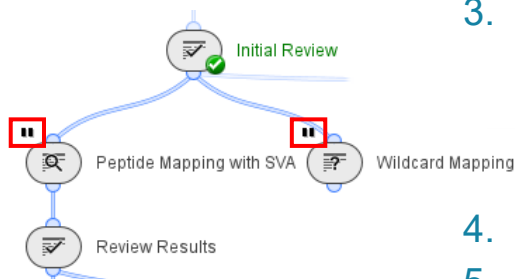 3.
Initial Review
Peptide Mapping with SVA
Wildcard Mapping
4.
Review Results
5.